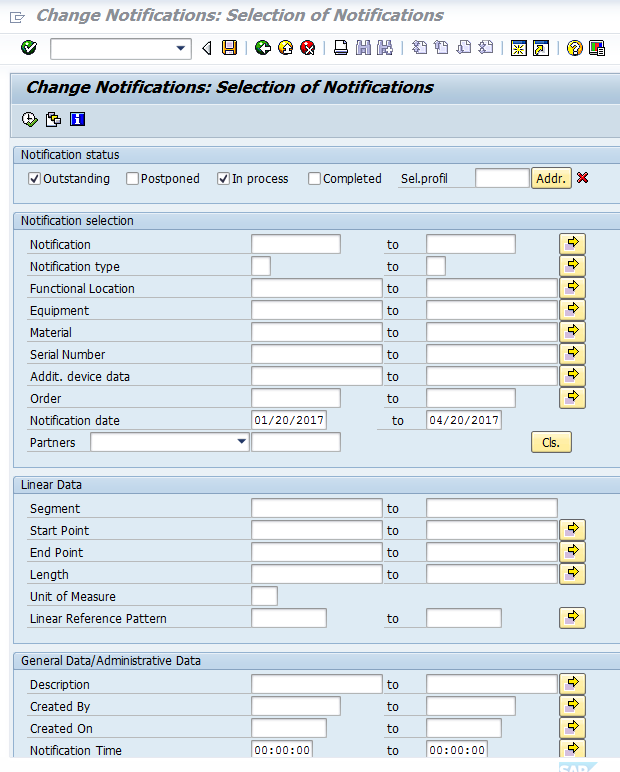 Change Notifications: Selection of Notifications
Change Notifications: Selection of Notifications
Notification status
Outstanding Postponed In process Completed Sel.profil Addr.
Notification selection
Notification to
Notification type to
Functional Location to
Equipment to
Material to
Serial Number to
Addit. device data to
Order to
Notification date 01/20/2017 to 04/20/2017
Partners Cls.
Linear Data
Segment to
Start Point to
End Point to
Length to
Unit of Measure
Linear Reference Pattern to
General Data/Administrative Data
Description to
Created By to
Created On to
Notification Time 00:00:00 to 00:00:00
SAP